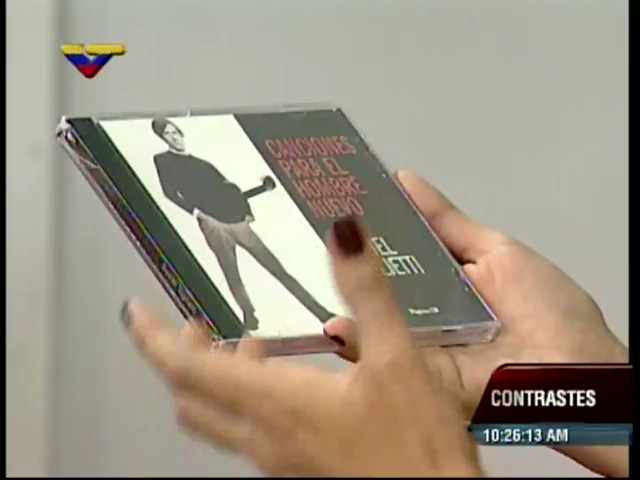 CANCIONES
PARA EL
HOMBRE
NUEVO
CONTRASTES
10:26:13 AM